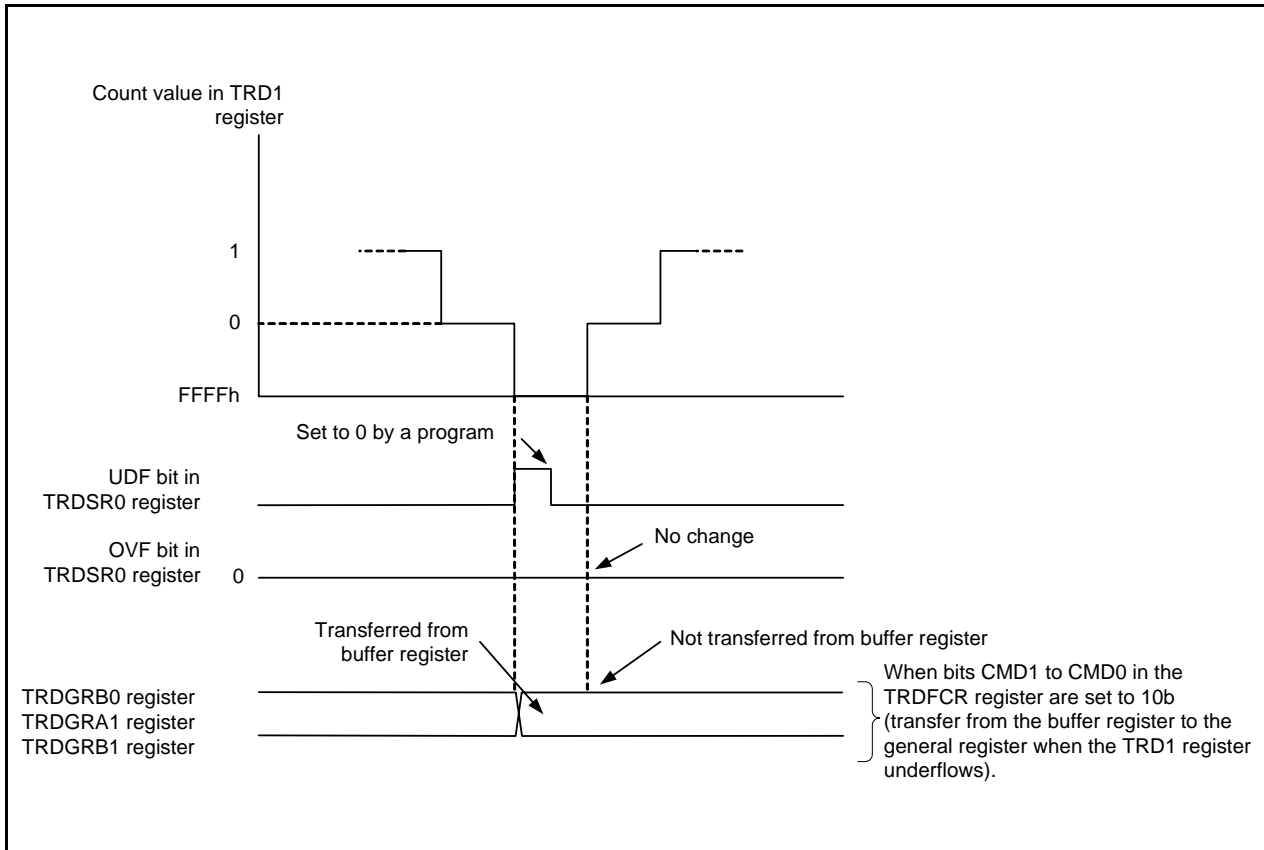 Count value in TRD1
register
1
0
FFFFh
Set to 0 by a program
UDF bit in
TRDSR0 register
No change
OVF bit in
TRDSR0 register
0
Transferred from
buffer register
Not transferred from buffer register
TRDGRB0 register
TRDGRA1 register
TRDGRB1 register
When bits CMD1 to CMD0 in the
TRDFCR register are set to 10b
(transfer from the buffer register to the
general register when the TRD1 register
underflows).